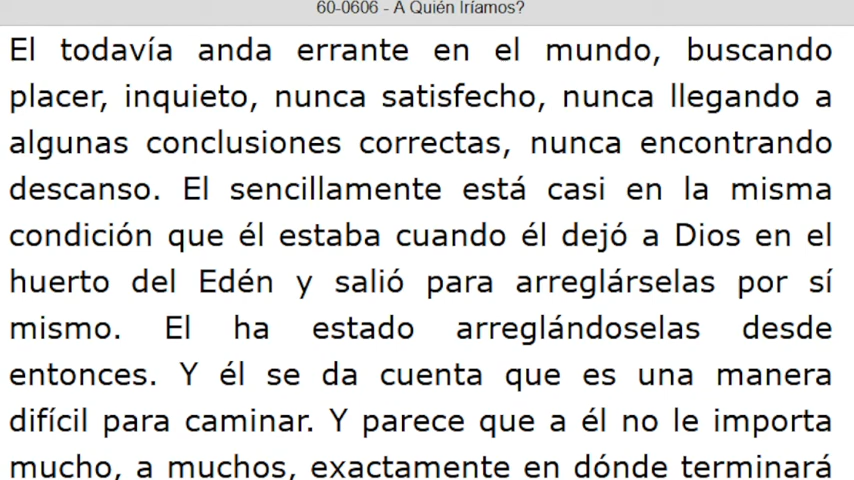 60-0606 - A Quién Iríamos?
El todavía anda errante en el mundo, buscando
placer, inquieto, nunca satisfecho, nunca llegando a
algunas conclusiones correctas, nunca encontrando
descanso. El sencillamente está casi en la misma
condición que él estaba cuando él dejó a Dios en el
huerto del Edén y salió para arreglárselas por sí
mismo. El ha estado arreglándoselas desde
entonces. Y él se da cuenta que es una manera
difícil para caminar. Y parece que a él no le importa
mucho, a muchos, exactamente en dónde terminará